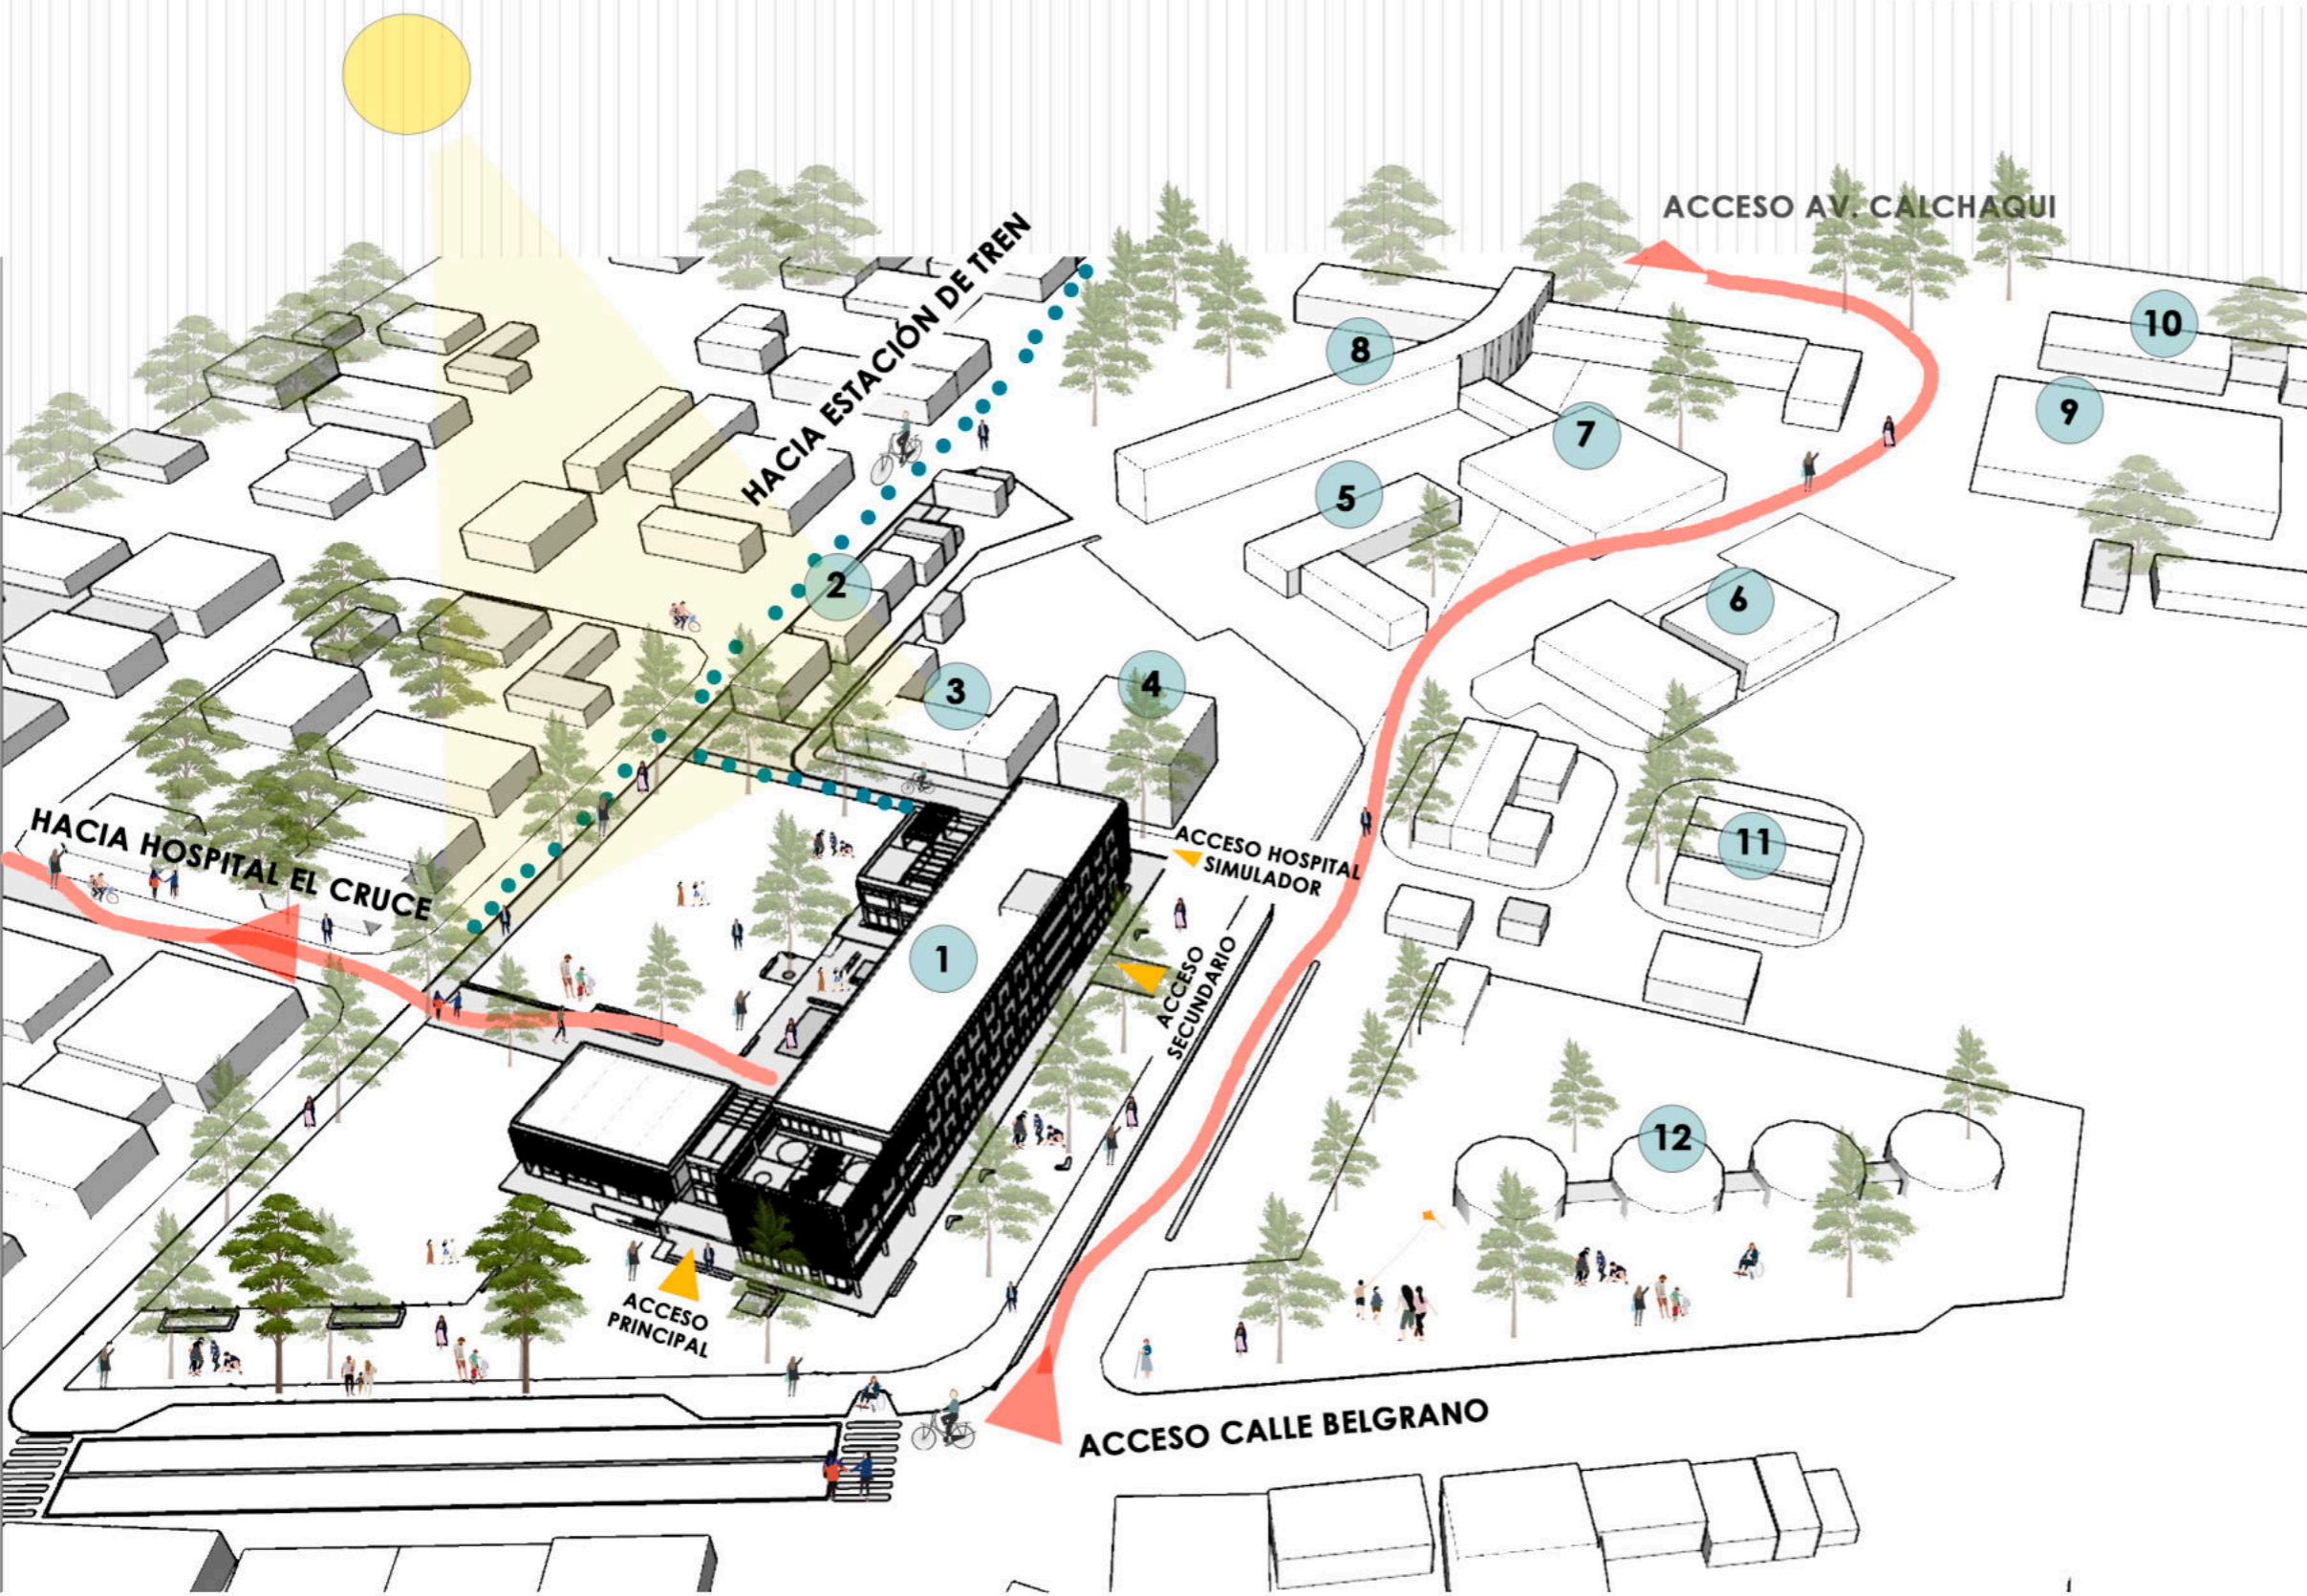 ACCESO AV. CALCHAQUI
HACIA ESTACIÓN DE TREN
10
8
9
7
5
2
6
3
4
HACIA HOSPITAL EL CRUCE
ACCESO HOSPITAL
SIMULADOR
11
1
ACCESO
SECUNDARIO
12
ACCESO
PRINCIPAL
ACCESO CALLE BELGRANO